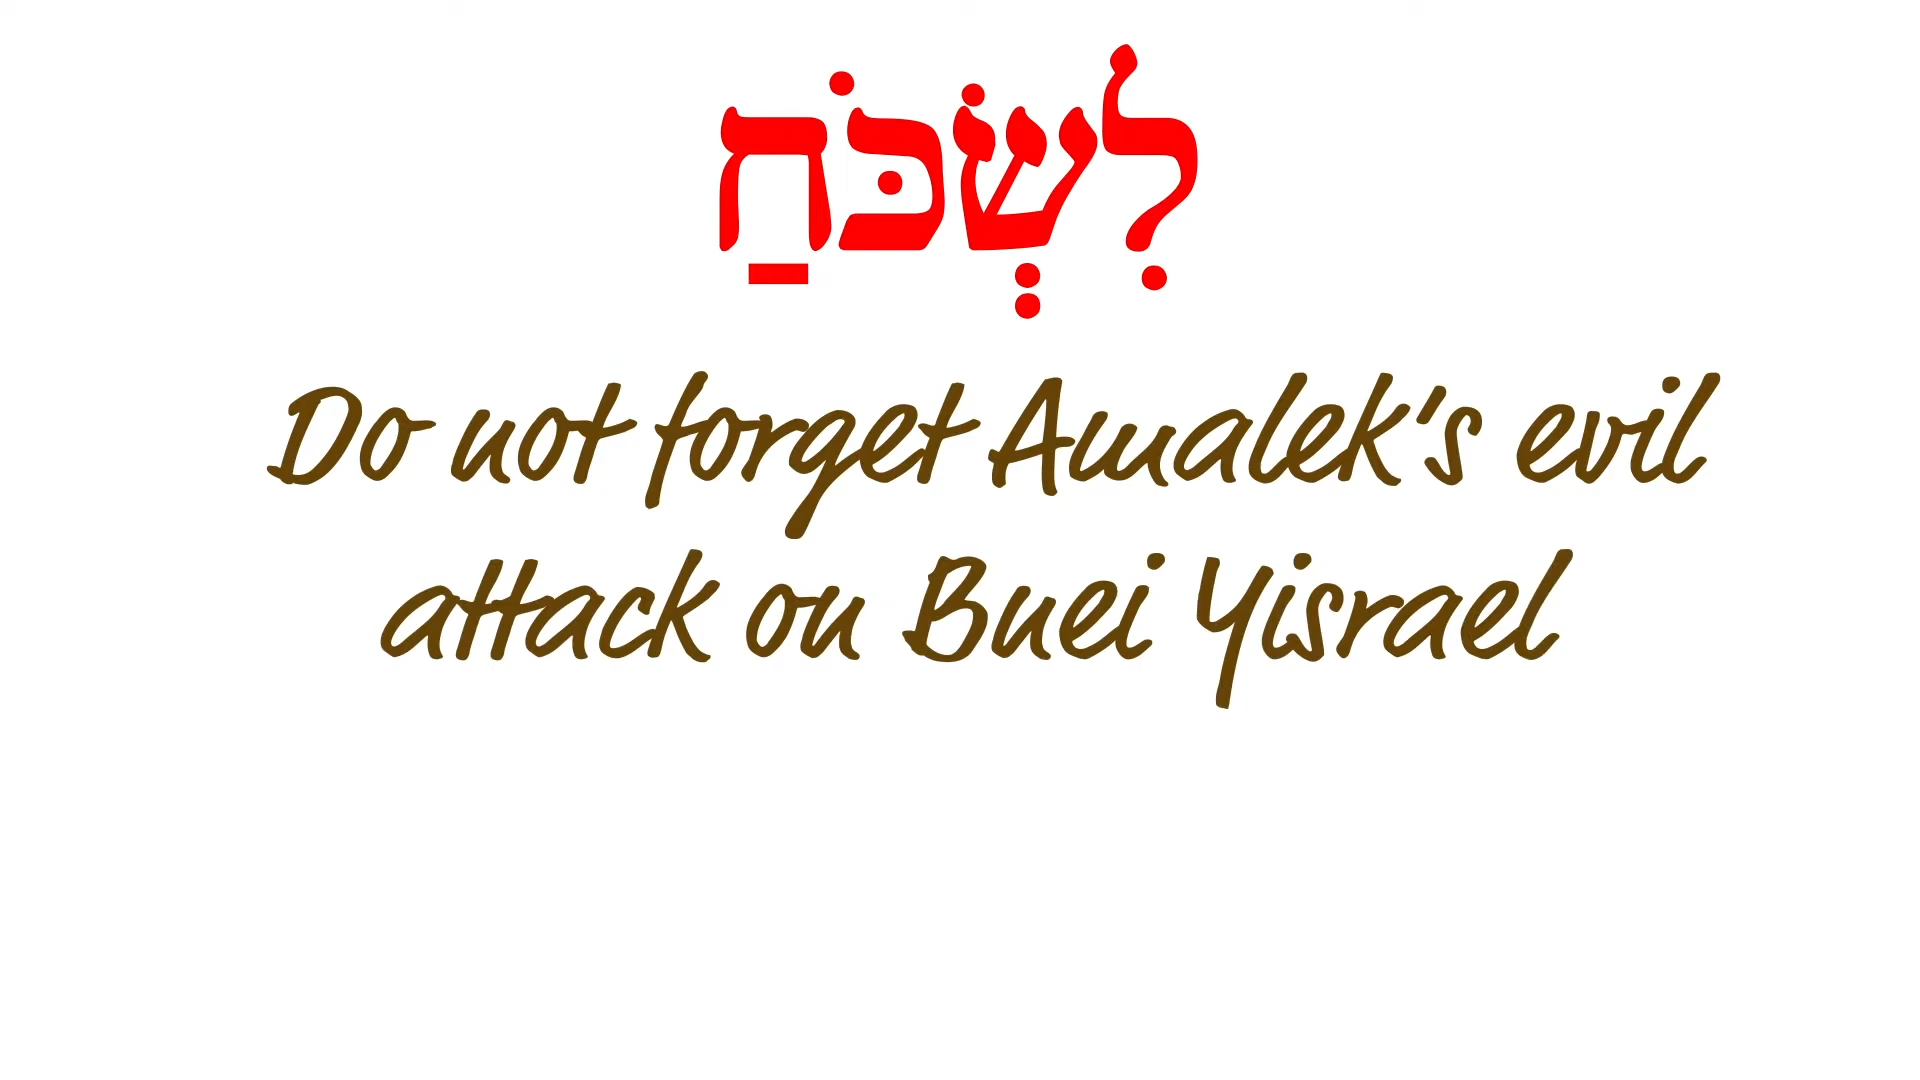 לִשְׂכֹּחַ
Do not forget Amalek's evil
attack on Bnei Yisrael